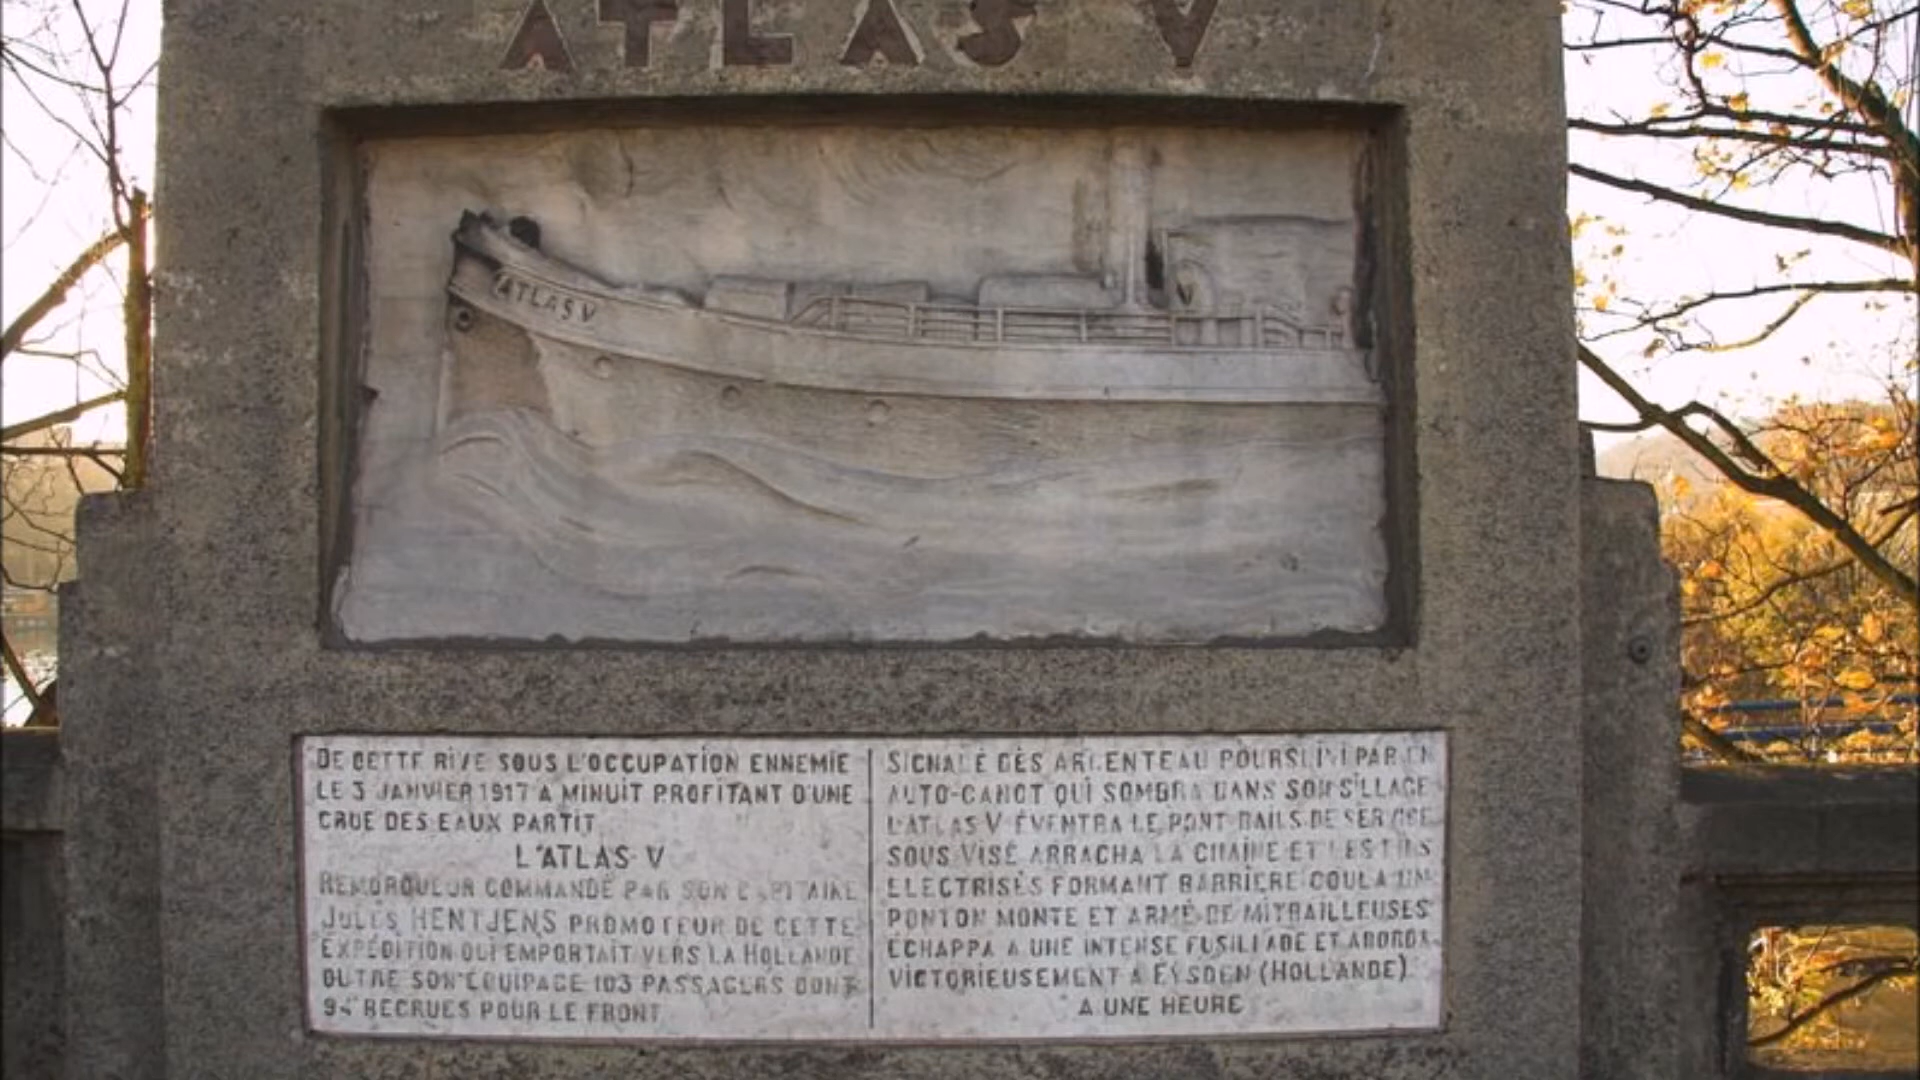 ATLAS V
ATLAS V
DE CETTE RIVE SOUS L'OCCUPATION ENNEMIE
LE 3 JANVIER 1917 A MINUIT PROFITANT D'UNE
CRUE DES EAUX PARTIT
L'ATLAS V
REMORQUEUR COMMANDÉ PAR SON CAPITAINE
JULES HENTJENS PROMOTEUR DE CETTE
EXPÉDITION QUI EMPORTAIT VERS LA HOLLANDE
OUTRE SON ÉQUIPAGE 103 PASSAGERS DONT
RECRUES POUR LE FRONT
SIGNALÉ DÈS ARGENTEAU POURSUIVI PAR UN
AUTO-CANOT QUI SOMBRA DANS SON SILLAGE
L'ATLAS V ÉVENTRA LE PONT RAILS DE SERVICE
SOUS VISÉ ARRACHA LA CHAÎNE ET LES FILS
ÉLECTRISÉS FORMANT BARRIÈRE COULA UN
PONTON MONTÉ ET ARMÉ DE MITRAILLEUSES
ÉCHAPPA A UNE INTENSE FUSILLADE ET ABORDA
VICTORIEUSEMENT A EYSDEN (HOLLANDE)
A UNE HEURE